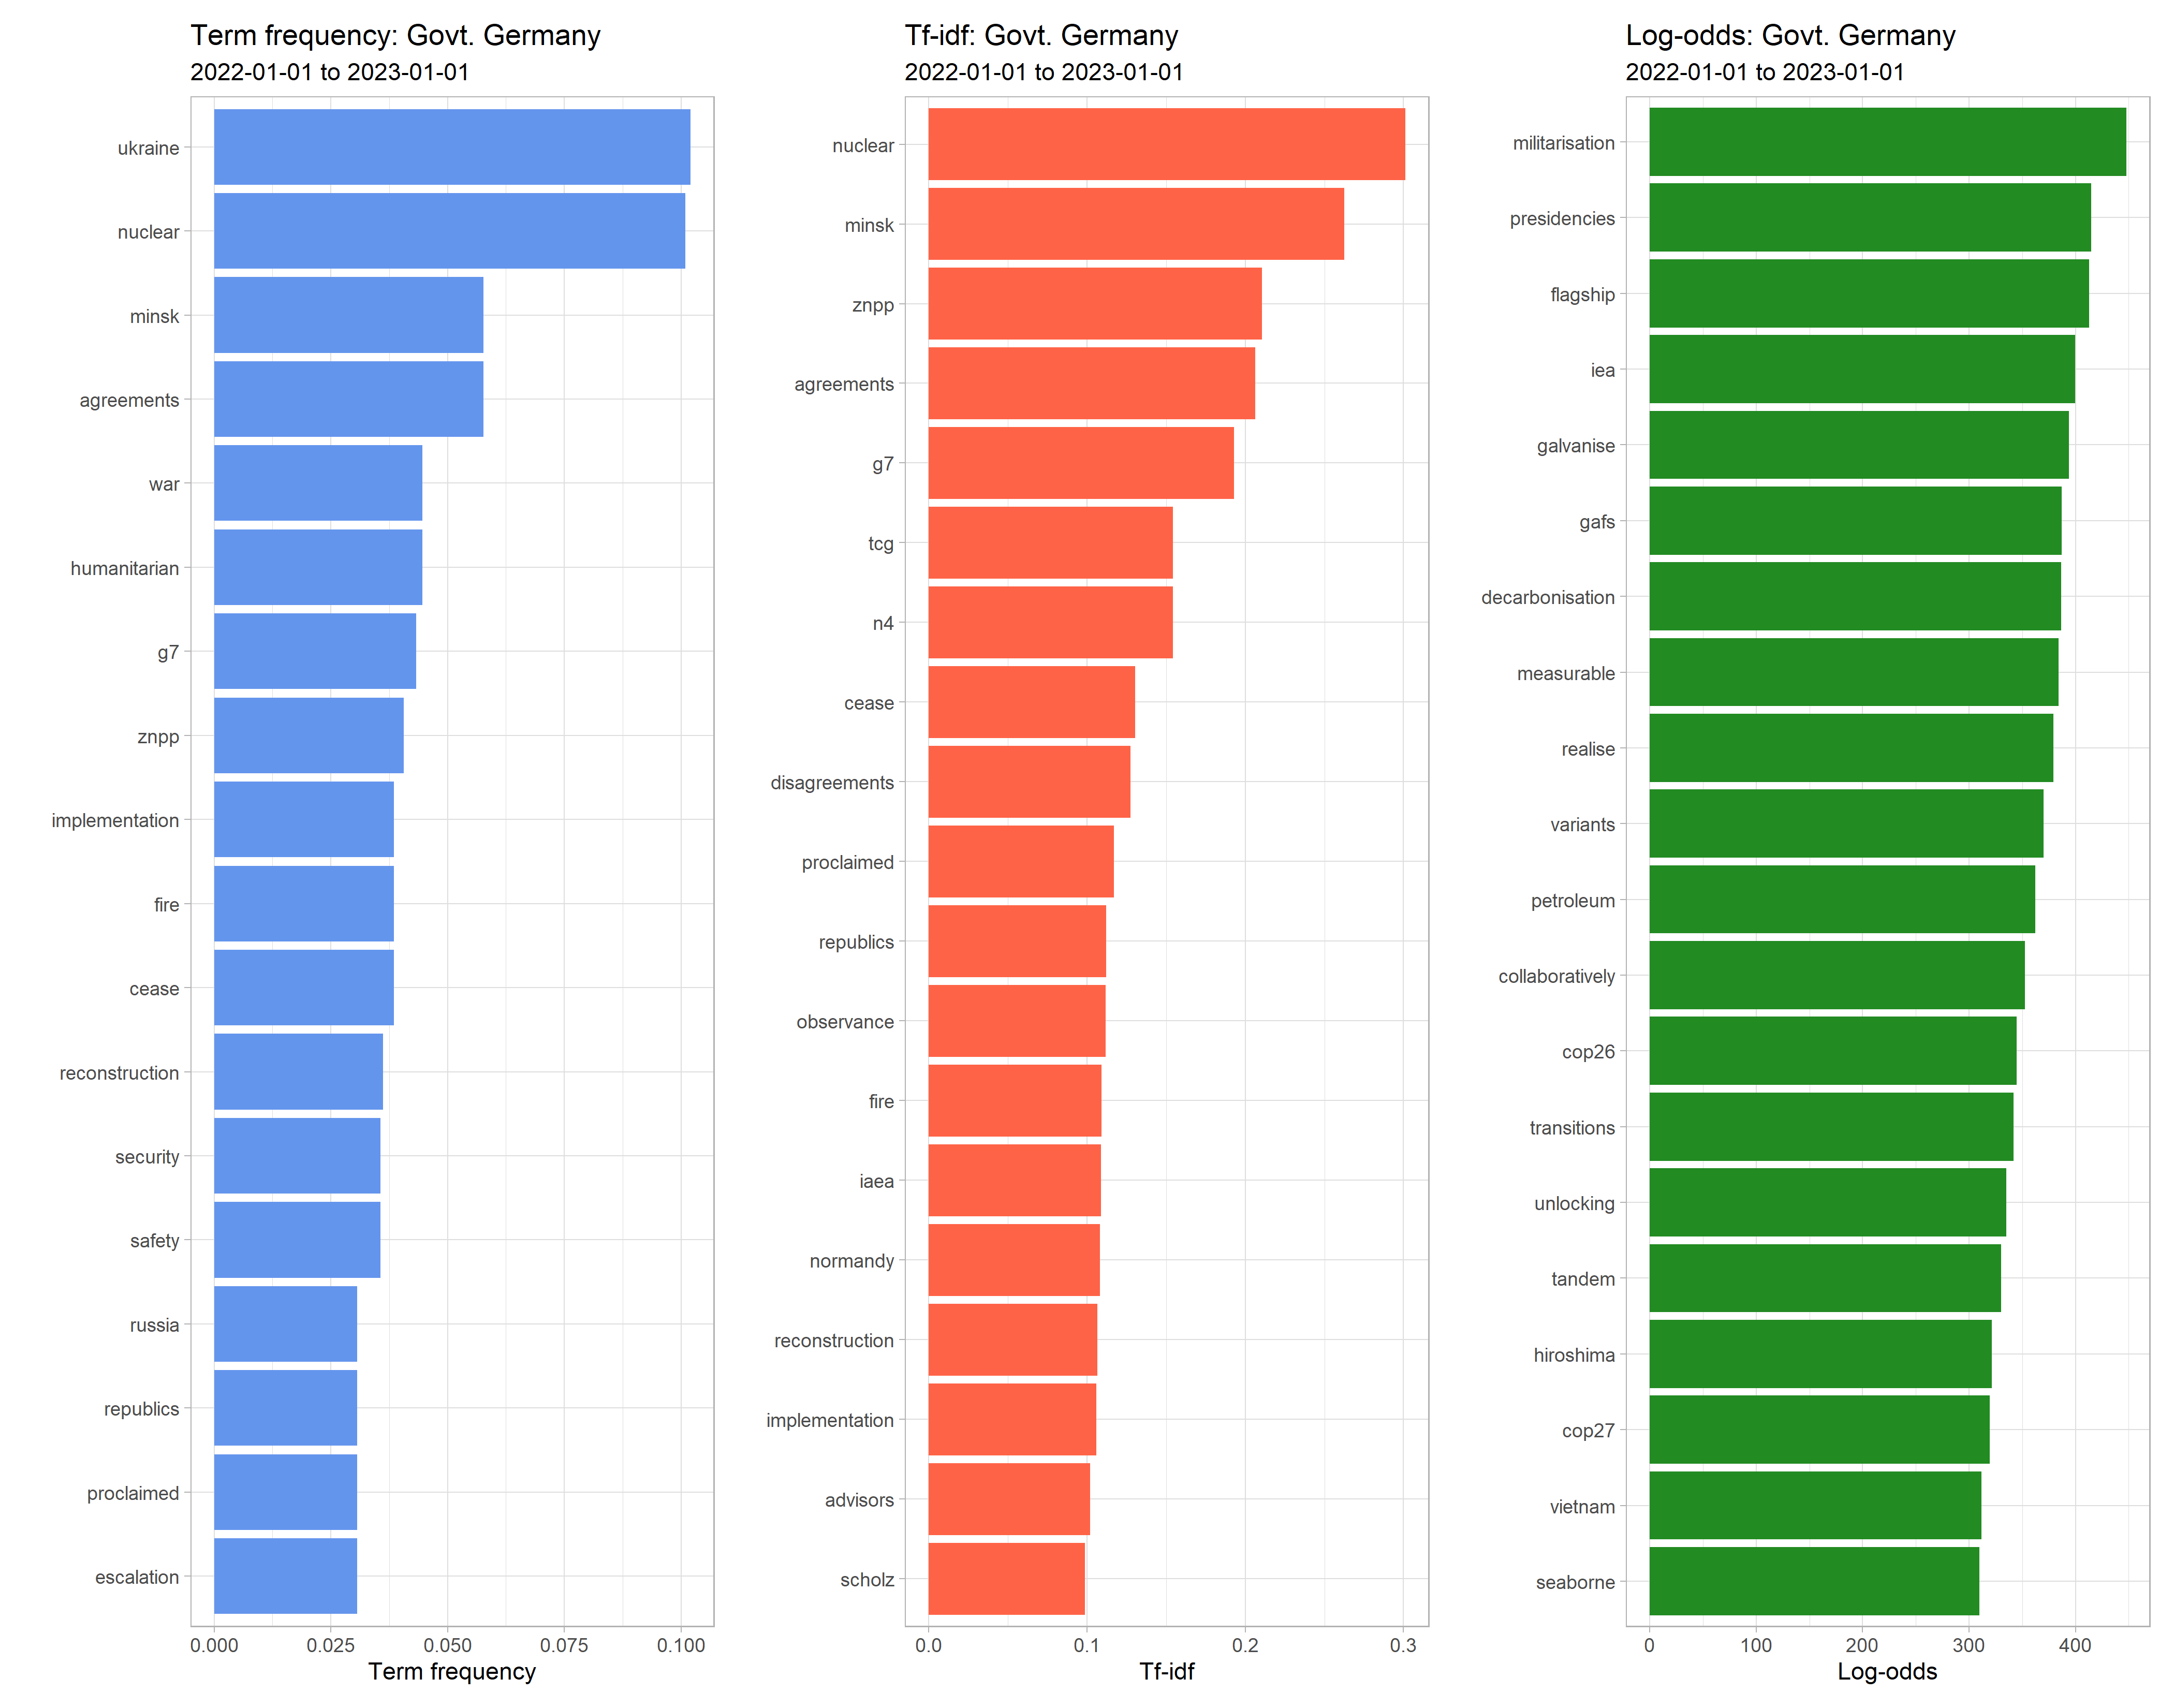 Term frequency: Govt. Germany
2022-01-01 to 2023-01-01
ukraine
nuclear
minsk
agreements
war
humanitarian
g7
znpp
implementation
fire
cease
reconstruction
security
safety
russia
republics
proclaimed
escalation
0.000 0.025 0.050 0.075 0.100
Term frequency
Tf-idf: Govt. Germany
2022-01-01 to 2023-01-01
nuclear
minsk
znpp
agreements
g7
tcg
n4
cease
disagreements
proclaimed
republics
observance
fire
iaea
normandy
reconstruction
implementation
advisors
scholz
0.0 0.1 0.2 0.3
Tf-idf
Log-odds: Govt. Germany
2022-01-01 to 2023-01-01
militarisation
presidencies
flagship
iea
galvanise
gafs
decarbonisation
measurable
realise
variants
petroleum
collaboratively
cop26
transitions
unlocking
tandem
hiroshima
cop27
vietnam
seaborne
0 100 200 300 400
Log-odds